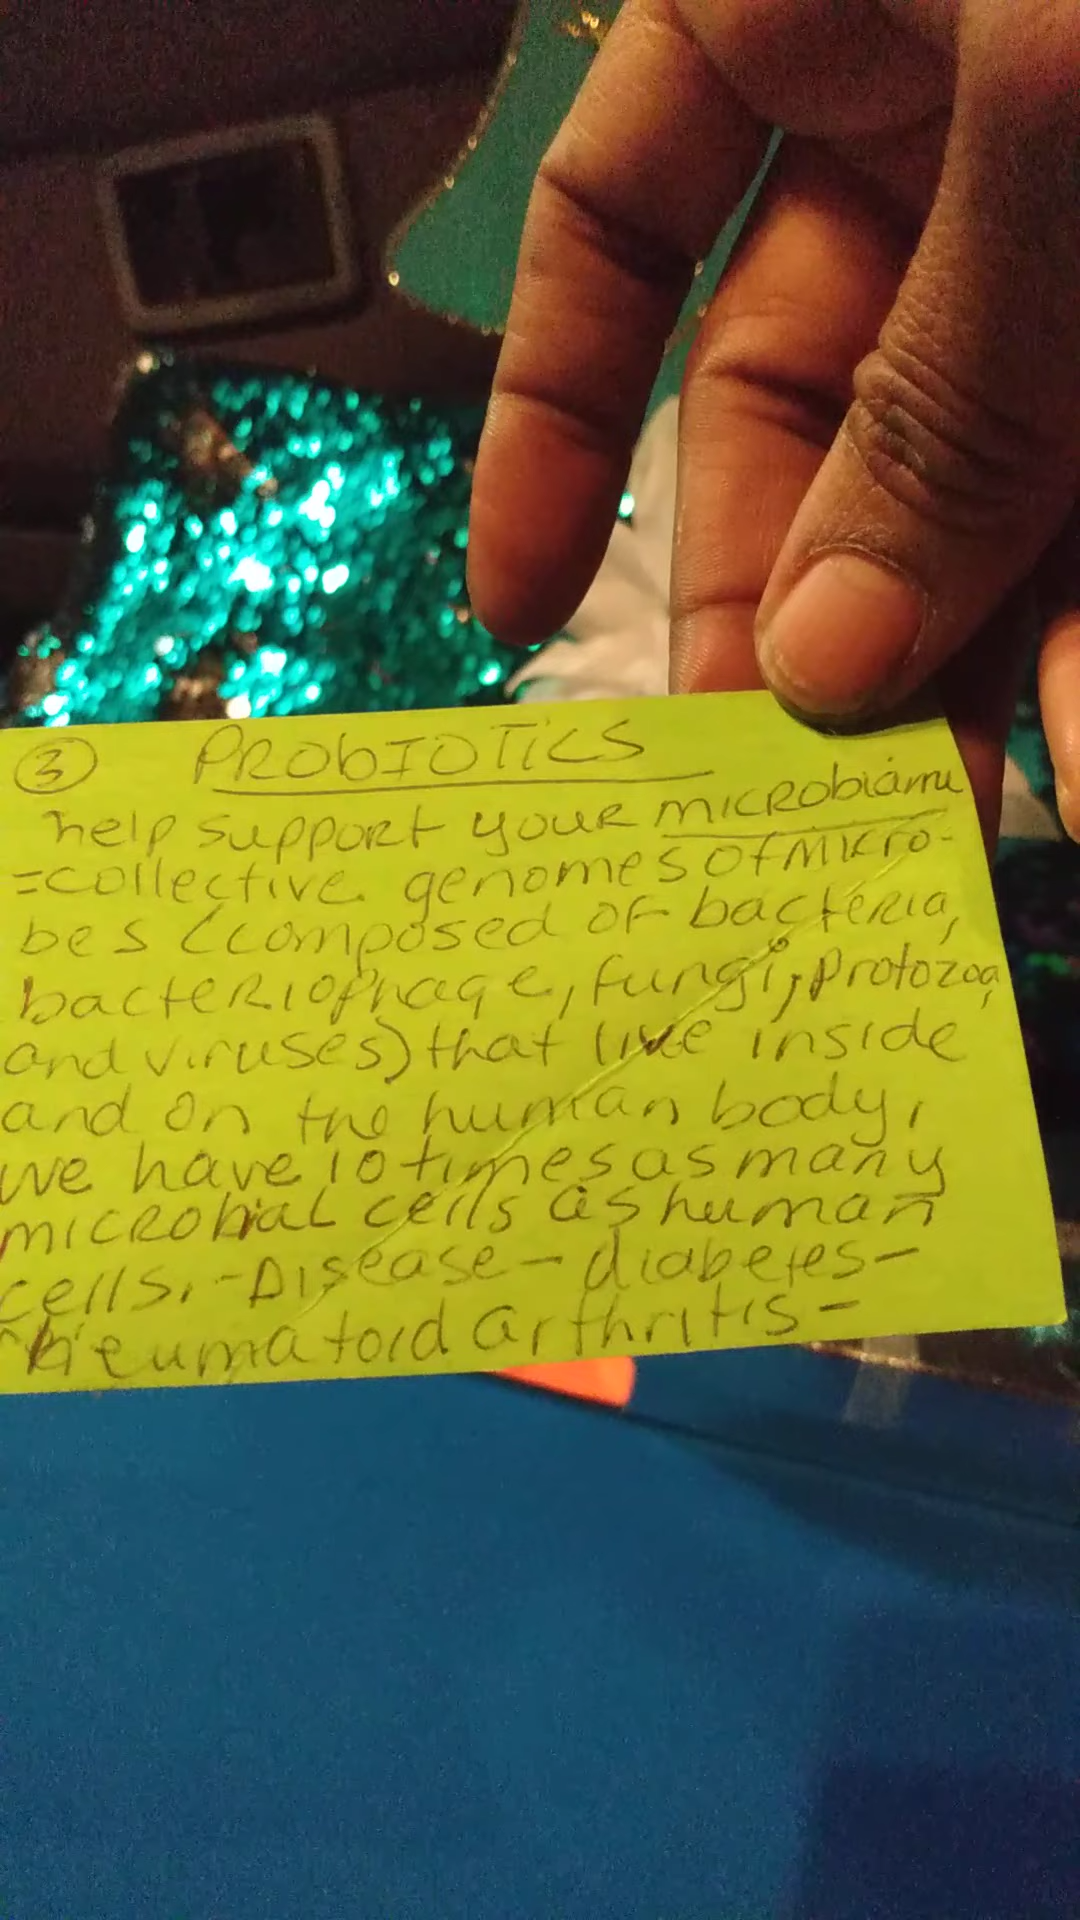 3 PRObIOTiCS
help support your microbiame
=collective genomes of micro-
bes (composed of bacteria,
bacteriophage, fungi, protozoa,
and viruses) that live inside
and on the human body,
we have 10 times as many
microbial cells as human
cells. -Disease-diabetes-
Rheumatoid arthritis-